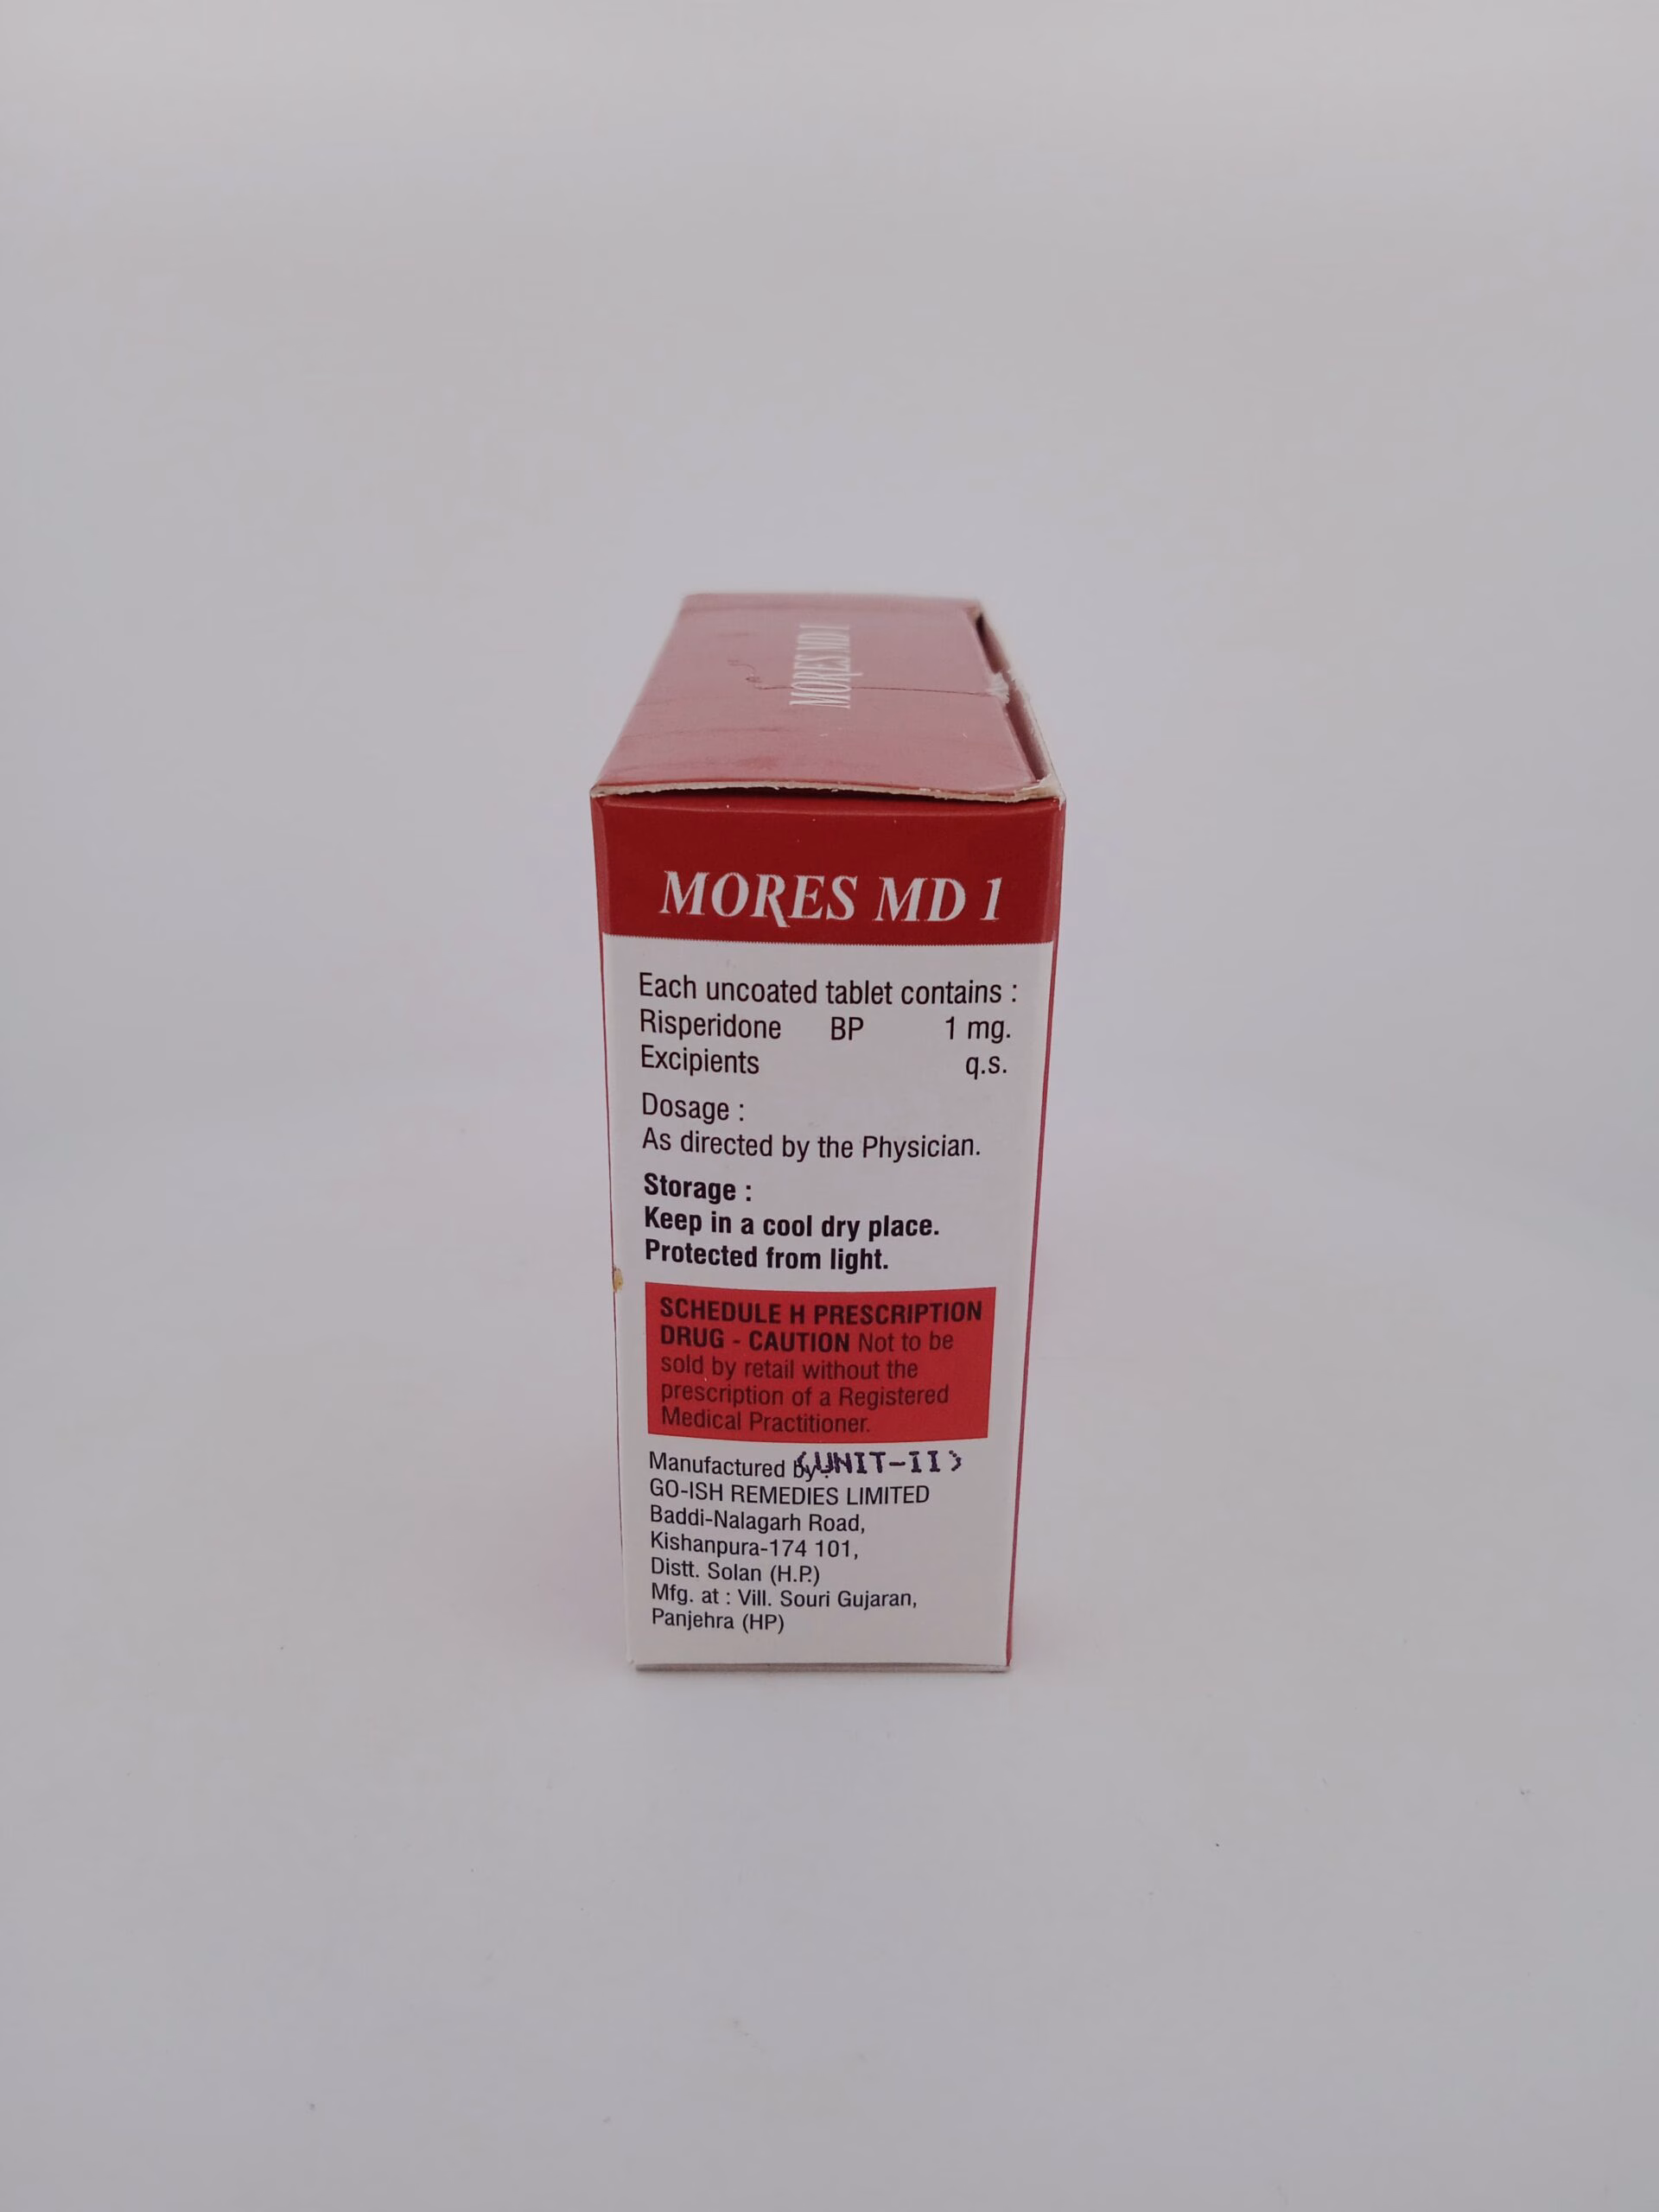 MORES MD 1
MORES MD 1
Each uncoated tablet contains :
Risperidone BP 1 mg.
Excipients q.s.
Dosage :
As directed by the Physician.
Storage :
Keep in a cool dry place.
Protected from light.
SCHEDULE H PRESCRIPTION
DRUG - CAUTION Not to be
sold by retail without the
prescription of a Registered
Medical Practitioner.
Manufactured by : (UNIT-II)
GO-ISH REMEDIES LIMITED
Baddi-Nalagarh Road,
Kishanpura-174 101,
Distt. Solan (H.P.)
Mfg. at : Vill. Souri Gujaran,
Panjehra (HP)